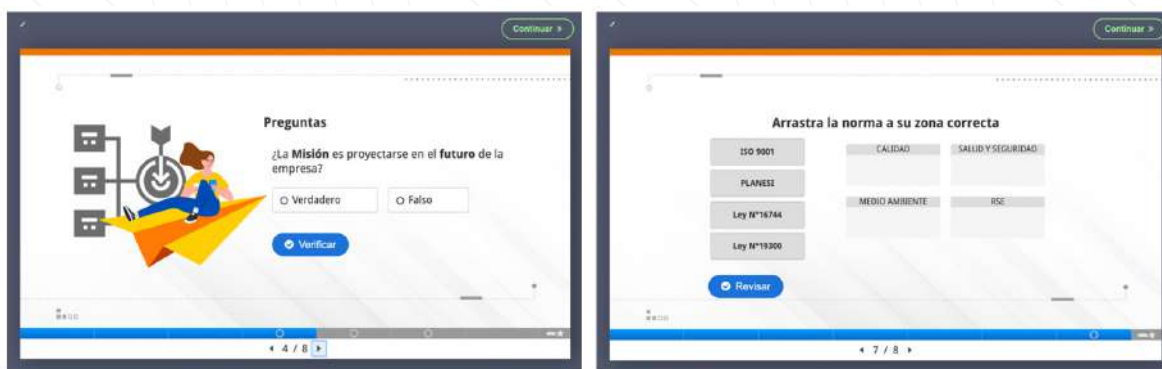 Continuar »
Preguntas
¿La Misión es proyectarse en el futuro de la
empresa?
Verdadero
Falso
Verificar
4 / 8
Continuar »
Arrastra la norma a su zona correcta
ISO 9001
PLANESI
Ley N°16744
Ley N°19300
CALIDAD
SALUD Y SEGURIDAD
MEDIO AMBIENTE
RSE
Revisar
7 / 8